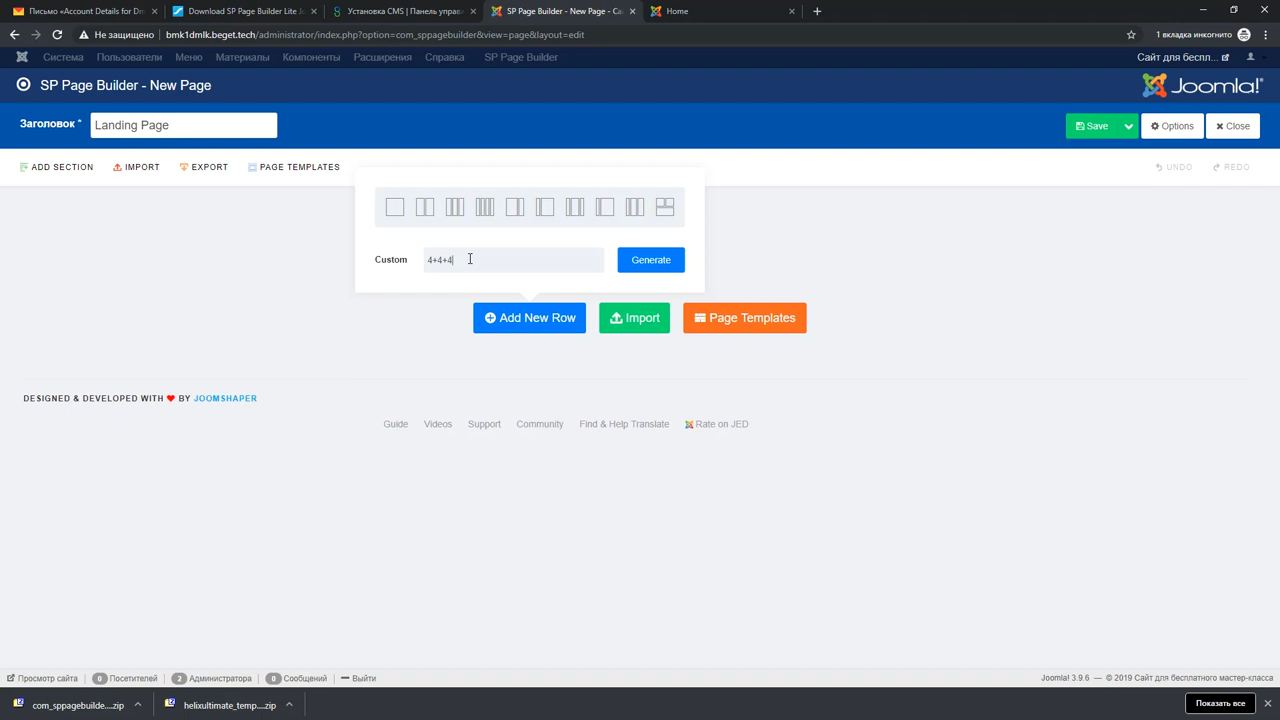 Письмо «Account Details for Dm
Download SP Page Builder Lite Jo
Установка CMS | Панель управ
SP Page Builder - New Page - Са
Home
Не защищено
bmk1dmlk.beget.tech/administrator/index.php?option=com_sppagebuilder&view=page&layout=edit
1 вкладка инкогнито
Система
Пользователи
Меню
Материалы
Компоненты
Расширения
Справка
SP Page Builder
Сайт для беспл...
SP Page Builder - New Page
Joomla!®
Заголовок *
Landing Page
Save
Options
Close
ADD SECTION
IMPORT
EXPORT
PAGE TEMPLATES
UNDO
REDO
Custom
4+4+4
Generate
Add New Row
Import
Page Templates
DESIGNED & DEVELOPED WITH ❤ BY JOOMSHAPER
Guide
Videos
Support
Community
Find & Help Translate
Rate on JED
Просмотр сайта
0 Посетителей
2 Администратора
0 Сообщений
Выйти
Joomla! 3.9.6 — © 2019 Сайт для бесплатного мастер-класса
com_sppagebuilde....zip
helixultimate_temp....zip
Показать все